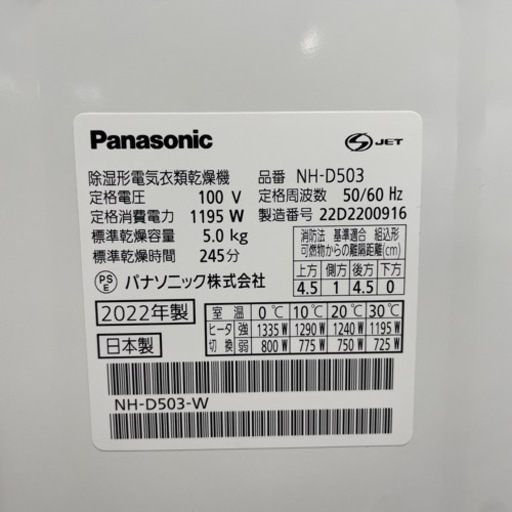 Panasonic
S JET
除湿形電気衣類乾燥機 品番 NH-D503
定格電圧 100 V 定格周波数 50/60 Hz
定格消費電力 1195 W 製造番号 22D2200916
標準乾燥容量 5.0 kg
標準乾燥時間 245分
消防法 基準適合 組込形
可燃物からの離隔距離(cm)
上方 側方 後方 下方
4.5 1 4.5 0
PS E パナソニック株式会社
2022年製
日本製
室温 0℃ 10℃ 20℃ 30℃
ヒータ 強 1335 W 1290 W 1240 W 1195 W
切換 弱 800 W 775 W 750 W 725 W
NH-D503-W